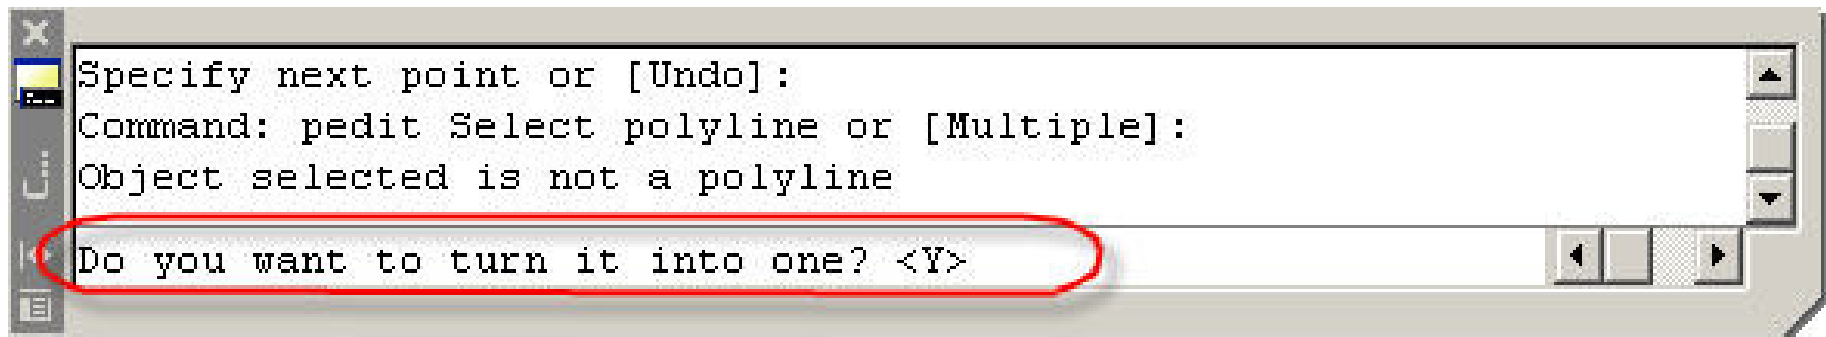 Specify next point or [Undo]:
Command: pedit Select polyline or [Multiple]:
Object selected is not a polyline
Do you want to turn it into one? <Y>